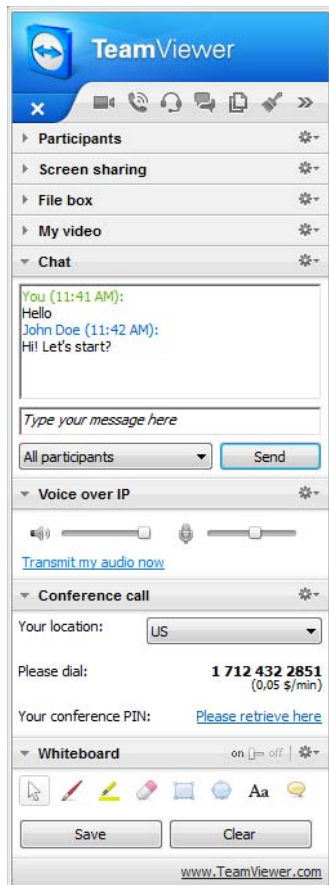 TeamViewer
Participants
Screen sharing
File box
My video
Chat
You (11:41 AM):
Hello
John Doe (11:42 AM):
Hi! Let's start?
Type your message here
All participants
Send
Voice over IP
Transmit my audio now
Conference call
Your location:
US
Please dial:
1 712 432 2851
(0,05 $/min)
Your conference PIN:
Please retrieve here
Whiteboard
on off
Aa
Save
Clear
www.TeamViewer.com